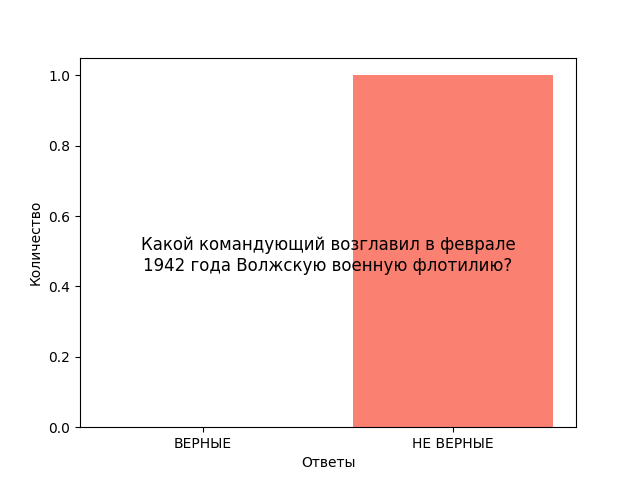 1.0
0.8
0.6
0.4
0.2
0.0
Количество
Какой командующий возглавил в феврале
1942 года Волжскую военную флотилию?
ВЕРНЫЕ
НЕ ВЕРНЫЕ
Ответы